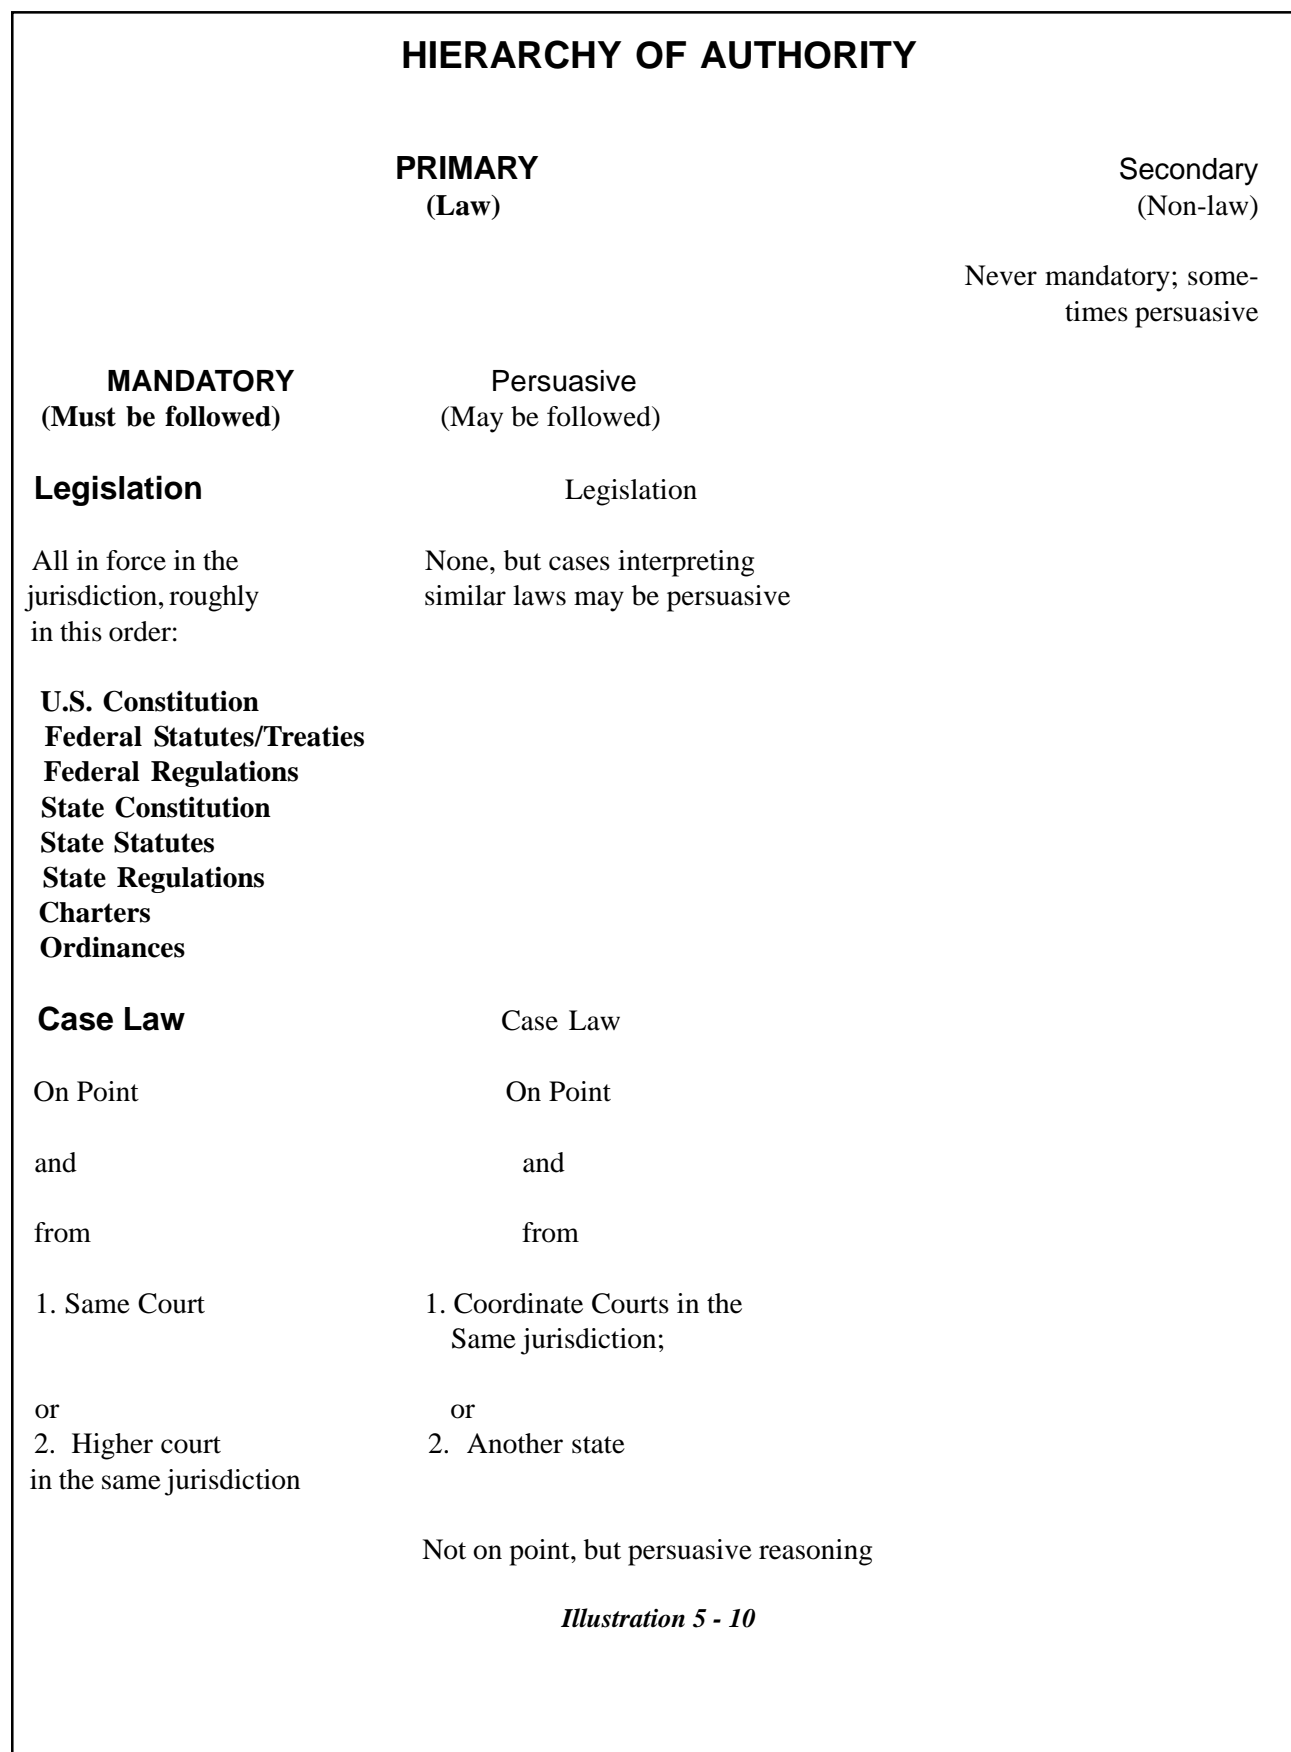 HIERARCHY OF AUTHORITY
PRIMARY Secondary
(Law) (Non-law)
Never mandatory; some-
times persuasive
MANDATORY Persuasive
(Must be followed) (May be followed)
Legislation Legislation
All in force in the None, but cases interpreting
jurisdiction, roughly similar laws may be persuasive
in this order:
U.S. Constitution
Federal Statutes/Treaties
Federal Regulations
State Constitution
State Statutes
State Regulations
Charters
Ordinances
Case Law Case Law
On Point On Point
and and
from from
1. Same Court 1. Coordinate Courts in the
Same jurisdiction;
or or
2. Higher court 2. Another state
in the same jurisdiction
Not on point, but persuasive reasoning
Illustration 5 - 10